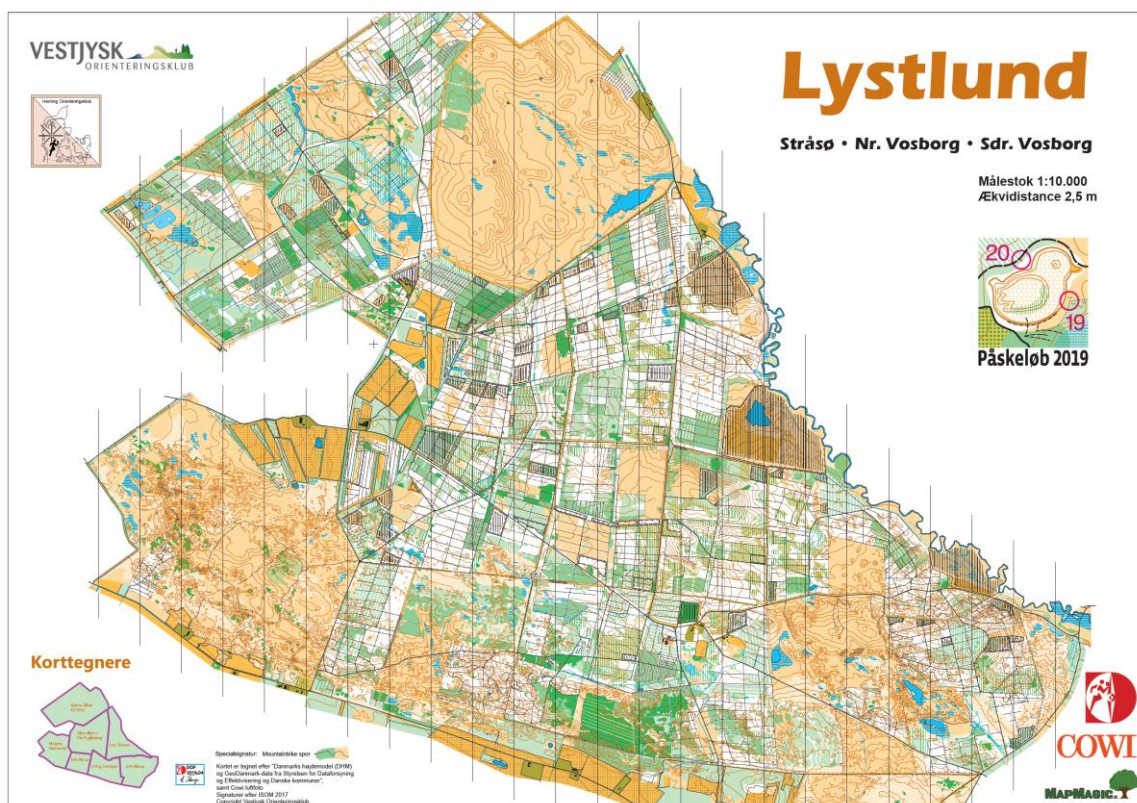 VESTJYSK
ORIENTERINGSKLUB
Herning Orienteringsklub
Lystlund
Stråsø • Nr. Vosborg • Sdr. Vosborg
Målestok 1:10.000
Ækvidistance 2,5 m
20
19
Påskeløb 2019
Korttegnere
Specialsignatur: Mountainbike spor
Kortet er tegnet efter "Danmarks højdemodel (DHM)
og GeoDanmark-data fra Styrelsen for Dataforsyning
og Effektivisering og Danske kommuner",
samt Cowi luftfoto
Signaturer efter ISOM 2017
Copyright Vestjysk Orienteringsklub
COWI
MAPMAGIC